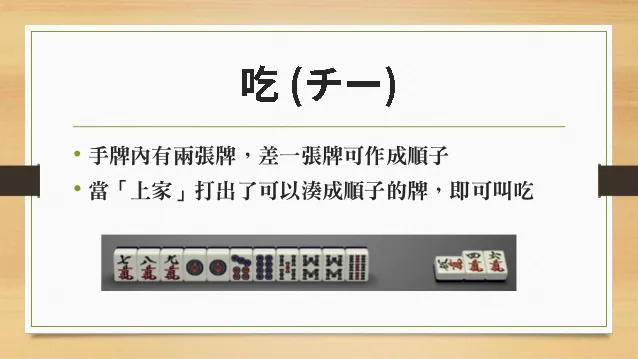 吃 (チー)
• 手牌內有兩張牌，差一張牌可作成順子
• 當「上家」打出了可以湊成順子的牌，即可叫吃
七萬 八萬 九萬 四萬 六萬